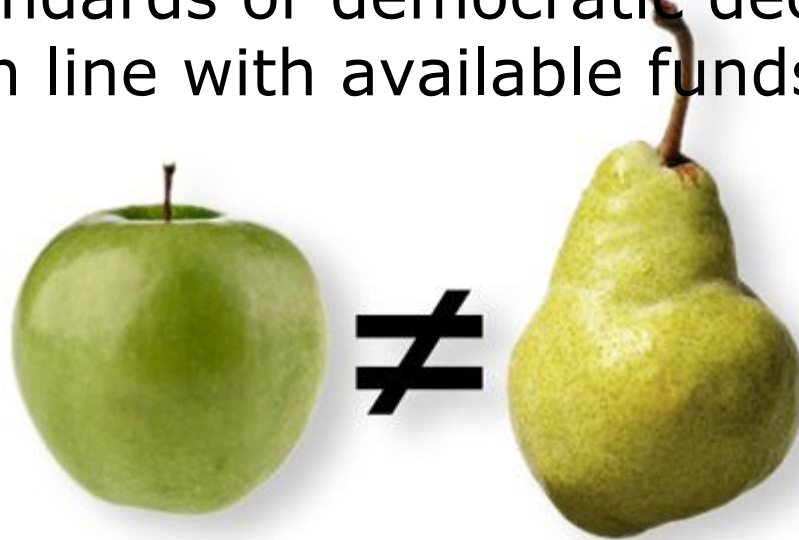 of democratic
line with available funds
≠